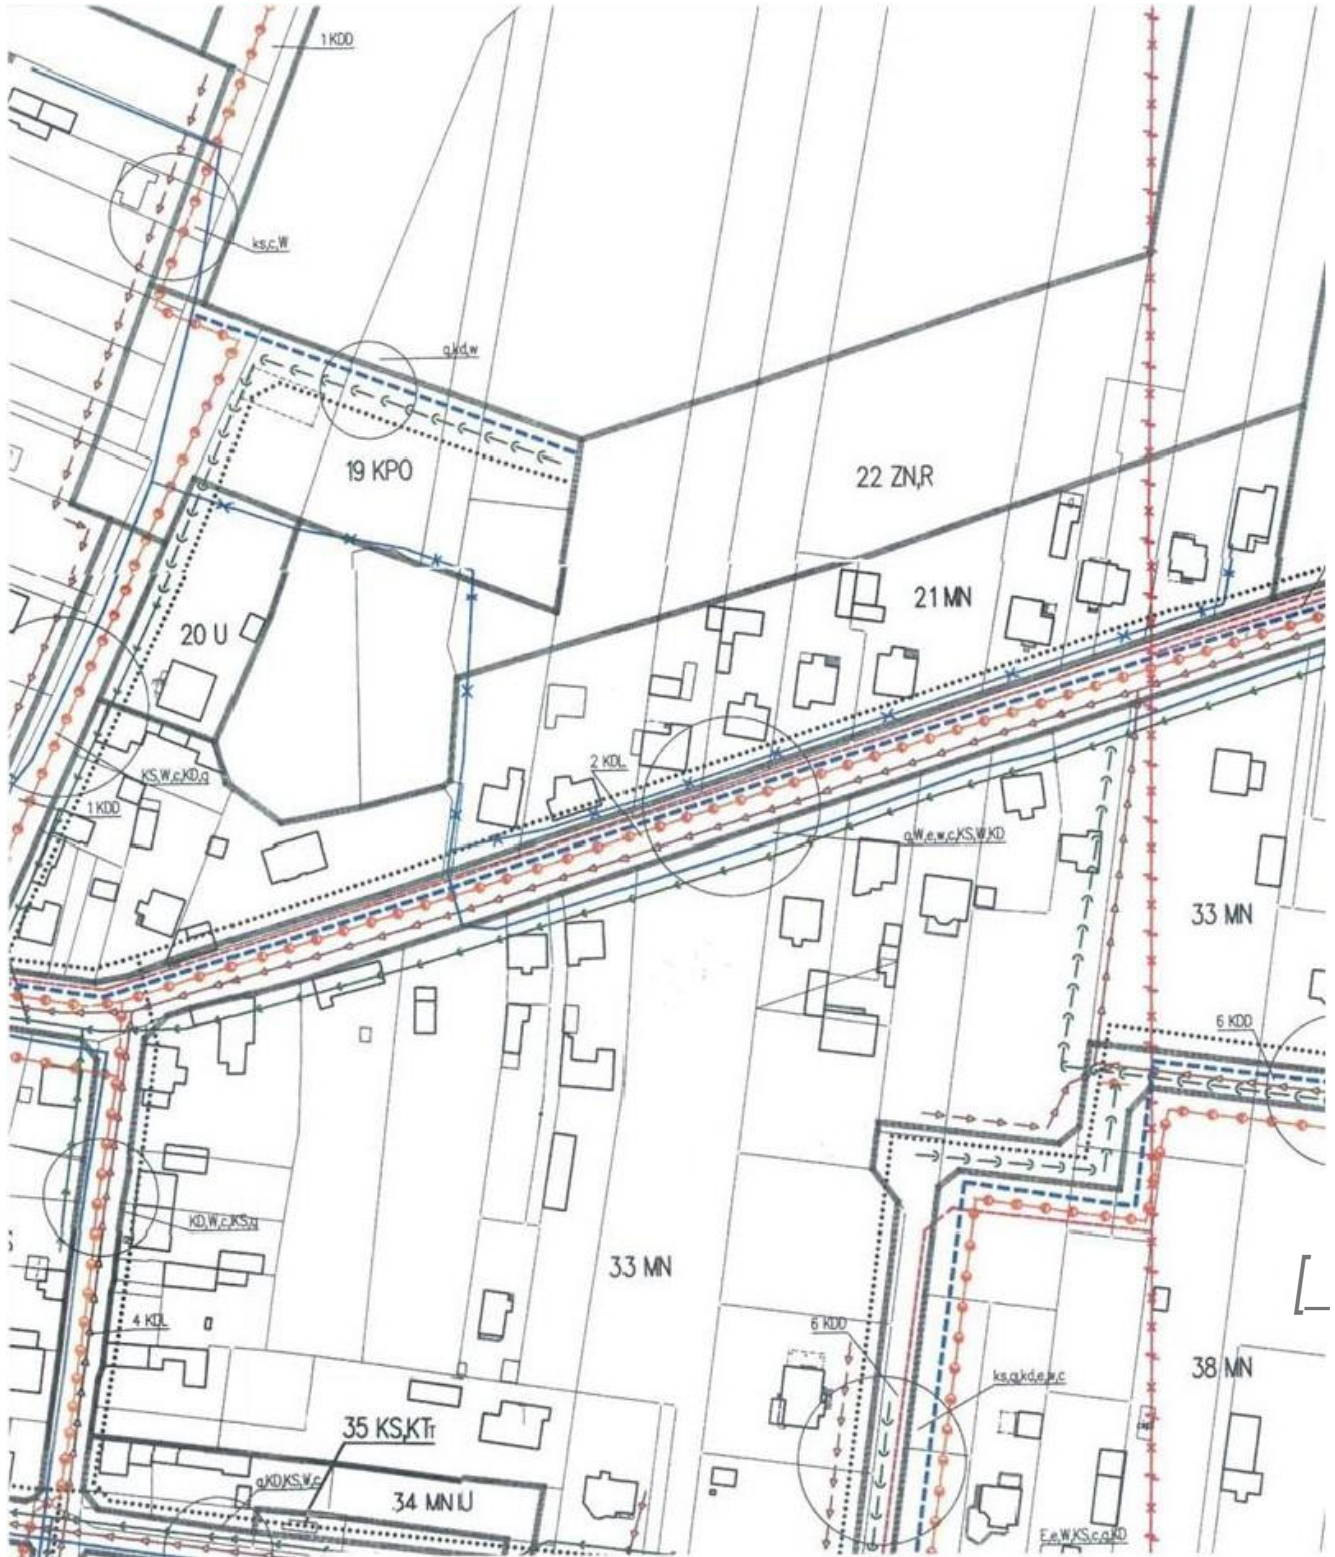 1 KDD
ks,c,W
q,kd,w
19 KPO
22 ZN,R
21 MN
20 U
KS,W,c,KD,q
2 KDL
1 KDD
q,W,e,w,c,KS,W,KD
33 MN
6 KDD
KD,W,c,KS,q
33 MN
4 KDL
6 KDD
ks,q,kd,e,w,c
38 MN
35 KS,KTr
q,KD,KS,W,c
34 MN IU
E,e,W,KS,c,q,KD